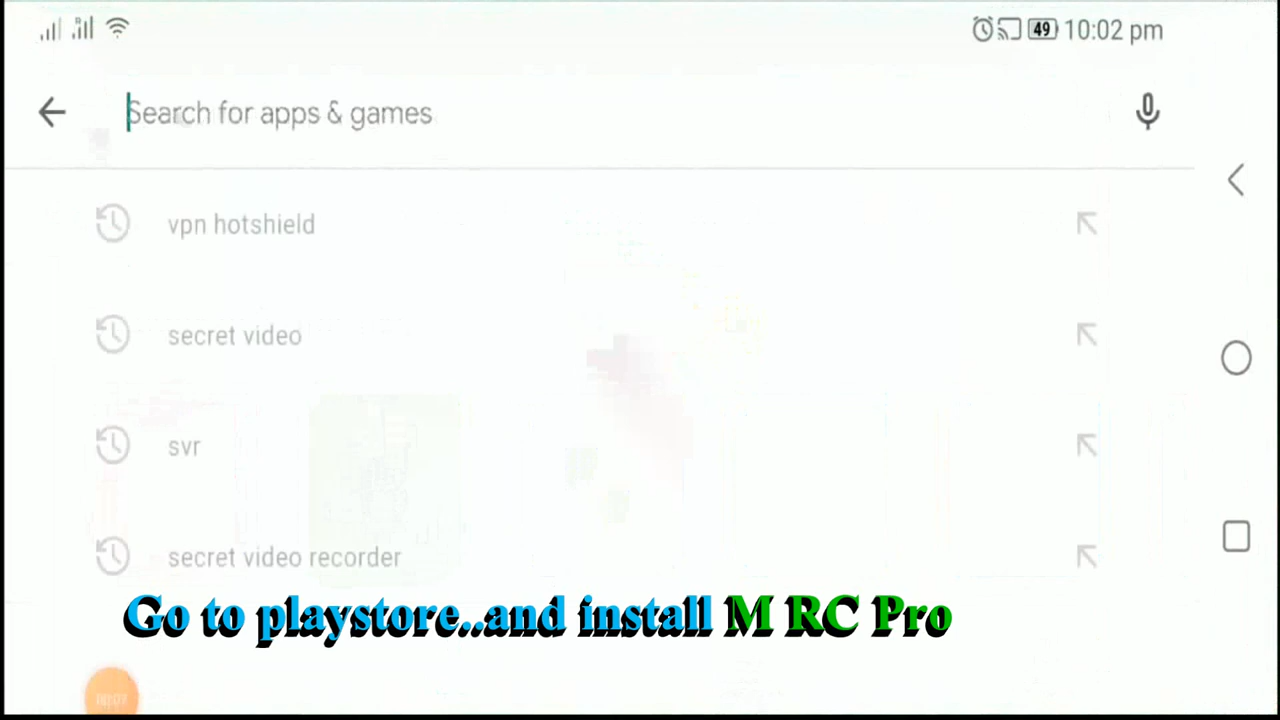 49 10:02 pm
Search for apps & games
vpn hotshield
secret video
svr
secret video recorder
Go to playstore..and install M RC Pro